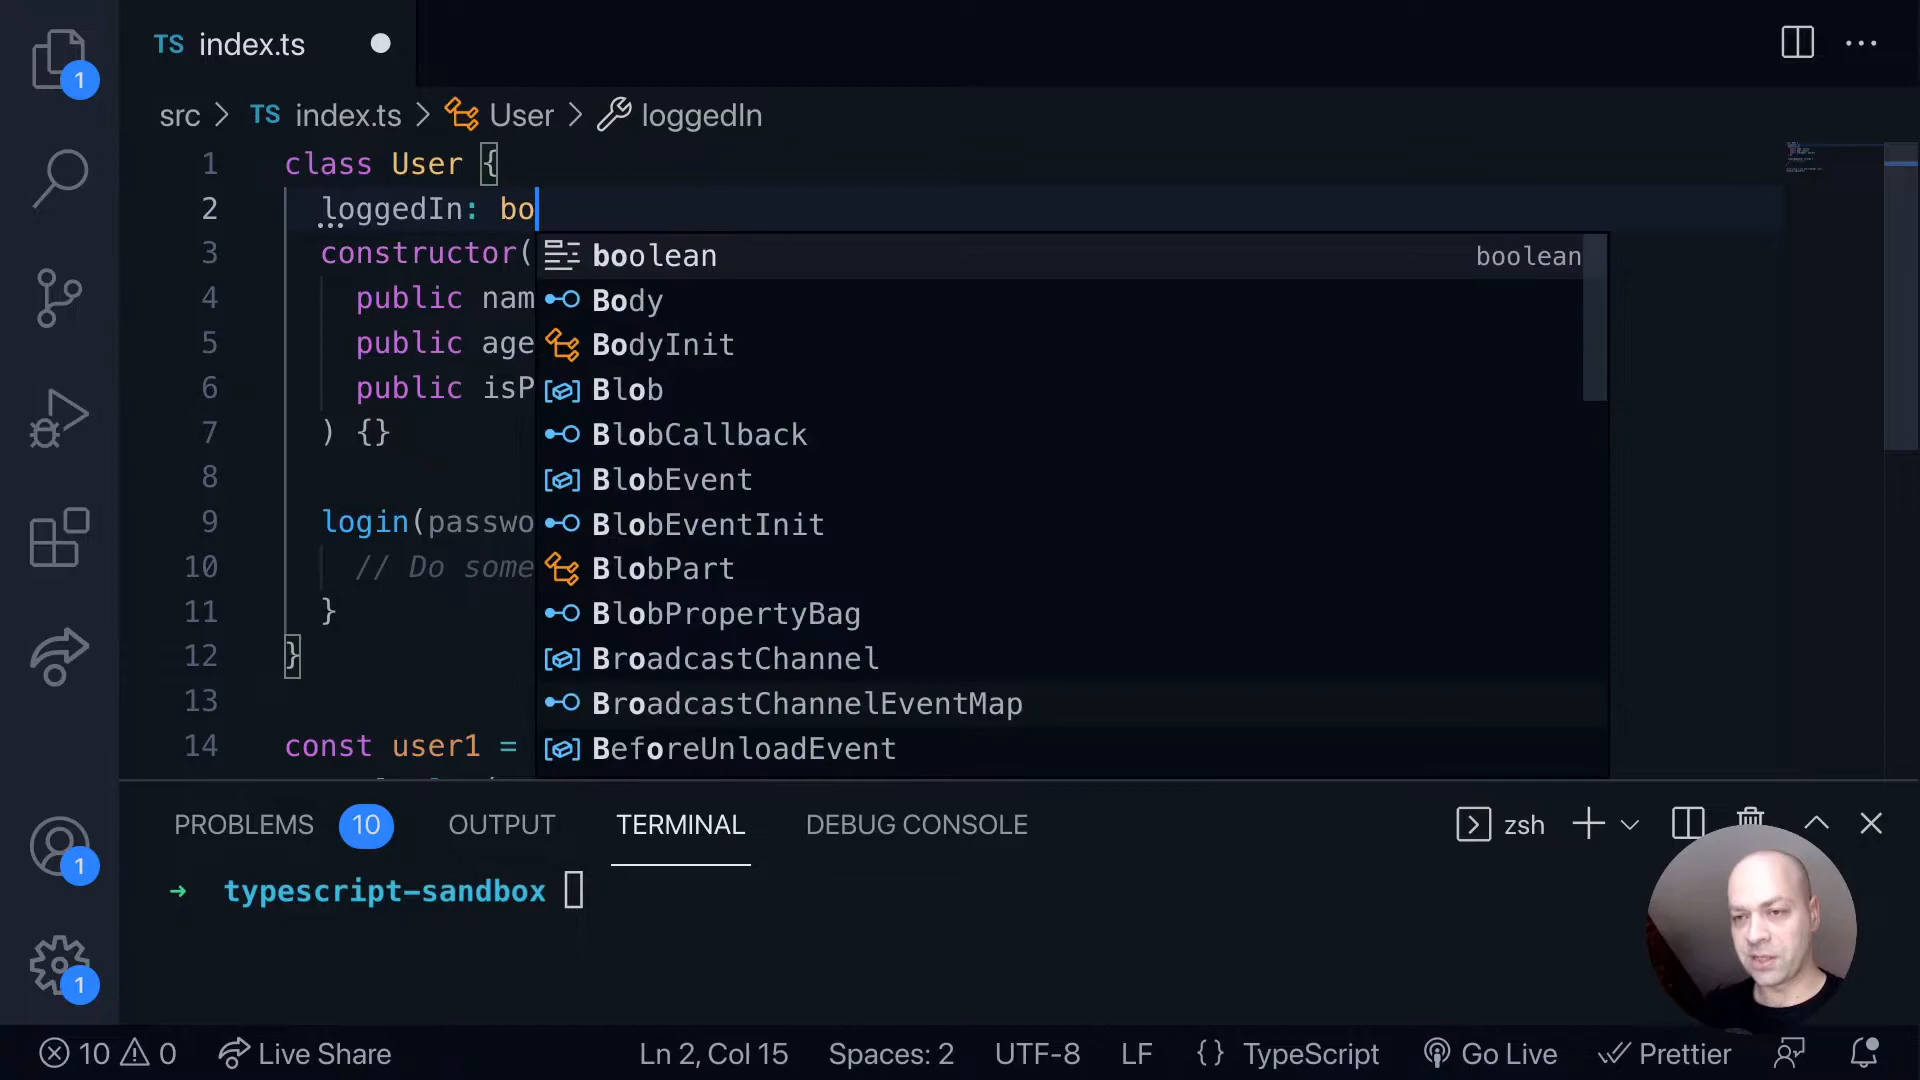 1
TS index.ts
src > TS index.ts > User > loggedIn
1 class User {
2 loggedIn: bo
3 constructor(
4 public nam
5 public age
6 public isP
7 ) {}
8
9 login(passwo
10 // Do some
11 }
12 }
13
14 const user1 =
boolean boolean
Body
BodyInit
Blob
BlobCallback
BlobEvent
BlobEventInit
BlobPart
BlobPropertyBag
BroadcastChannel
BroadcastChannelEventMap
BeforeUnloadEvent
PROBLEMS 10 OUTPUT TERMINAL DEBUG CONSOLE zsh
→ typescript-sandbox
1
1
10 0 Live Share Ln 2, Col 15 Spaces: 2 UTF-8 LF {} TypeScript Go Live Prettier